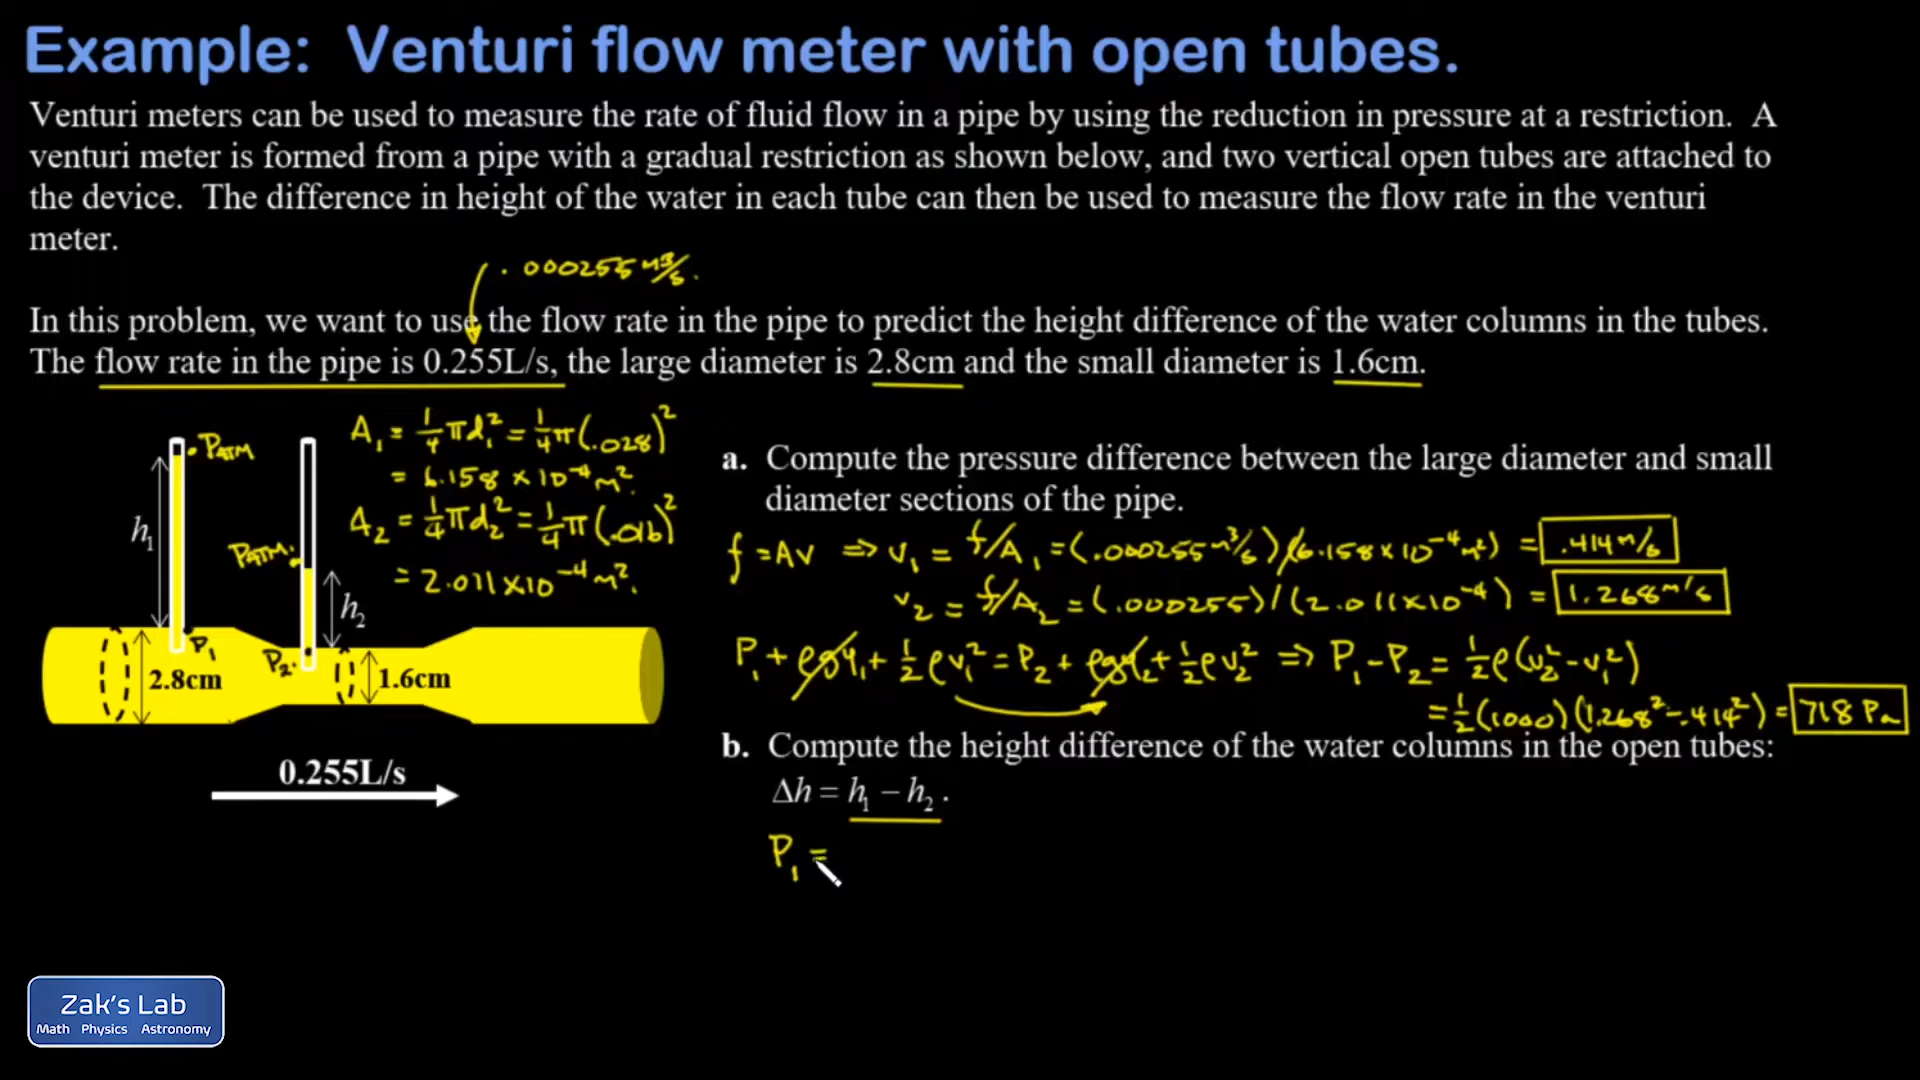 Example: Venturi flow meter with open tubes.
Venturi meters can be used to measure the rate of fluid flow in a pipe by using the reduction in pressure at a restriction. A
venturi meter is formed from a pipe with a gradual restriction as shown below, and two vertical open tubes are attached to
the device. The difference in height of the water in each tube can then be used to measure the flow rate in the venturi
meter.
.000255 m³/s.
In this problem, we want to use the flow rate in the pipe to predict the height difference of the water columns in the tubes.
The flow rate in the pipe is 0.255L/s, the large diameter is 2.8cm and the small diameter is 1.6cm.
A₁ = ¼πd₁² = ¼π(.028)²
= 6.158 × 10⁻⁴ m².
A₂ = ¼πd₂² = ¼π(.016)²
= 2.011×10⁻⁴ m².
PATM
h₁
PATM
h₂
P₁
P₂
2.8cm
1.6cm
0.255L/s
a. Compute the pressure difference between the large diameter and small
diameter sections of the pipe.
f = AV ⇒ v₁ = f/A₁ = (.000255 m³/s)/(6.158×10⁻⁴ m²) = .414 m/s
v₂ = f/A₂ = (.000255)/(2.011×10⁻⁴) = 1.268 m/s
P₁ + ρgy₁ + ½ρv₁² = P₂ + ρgy₂ + ½ρv₂² ⇒ P₁ − P₂ = ½ρ(v₂² − v₁²)
= ½(1000)(1.268² − .414²) = 718 Pa
b. Compute the height difference of the water columns in the open tubes:
Δh = h₁ − h₂.
P₁ =
Zak's Lab
Math Physics Astronomy